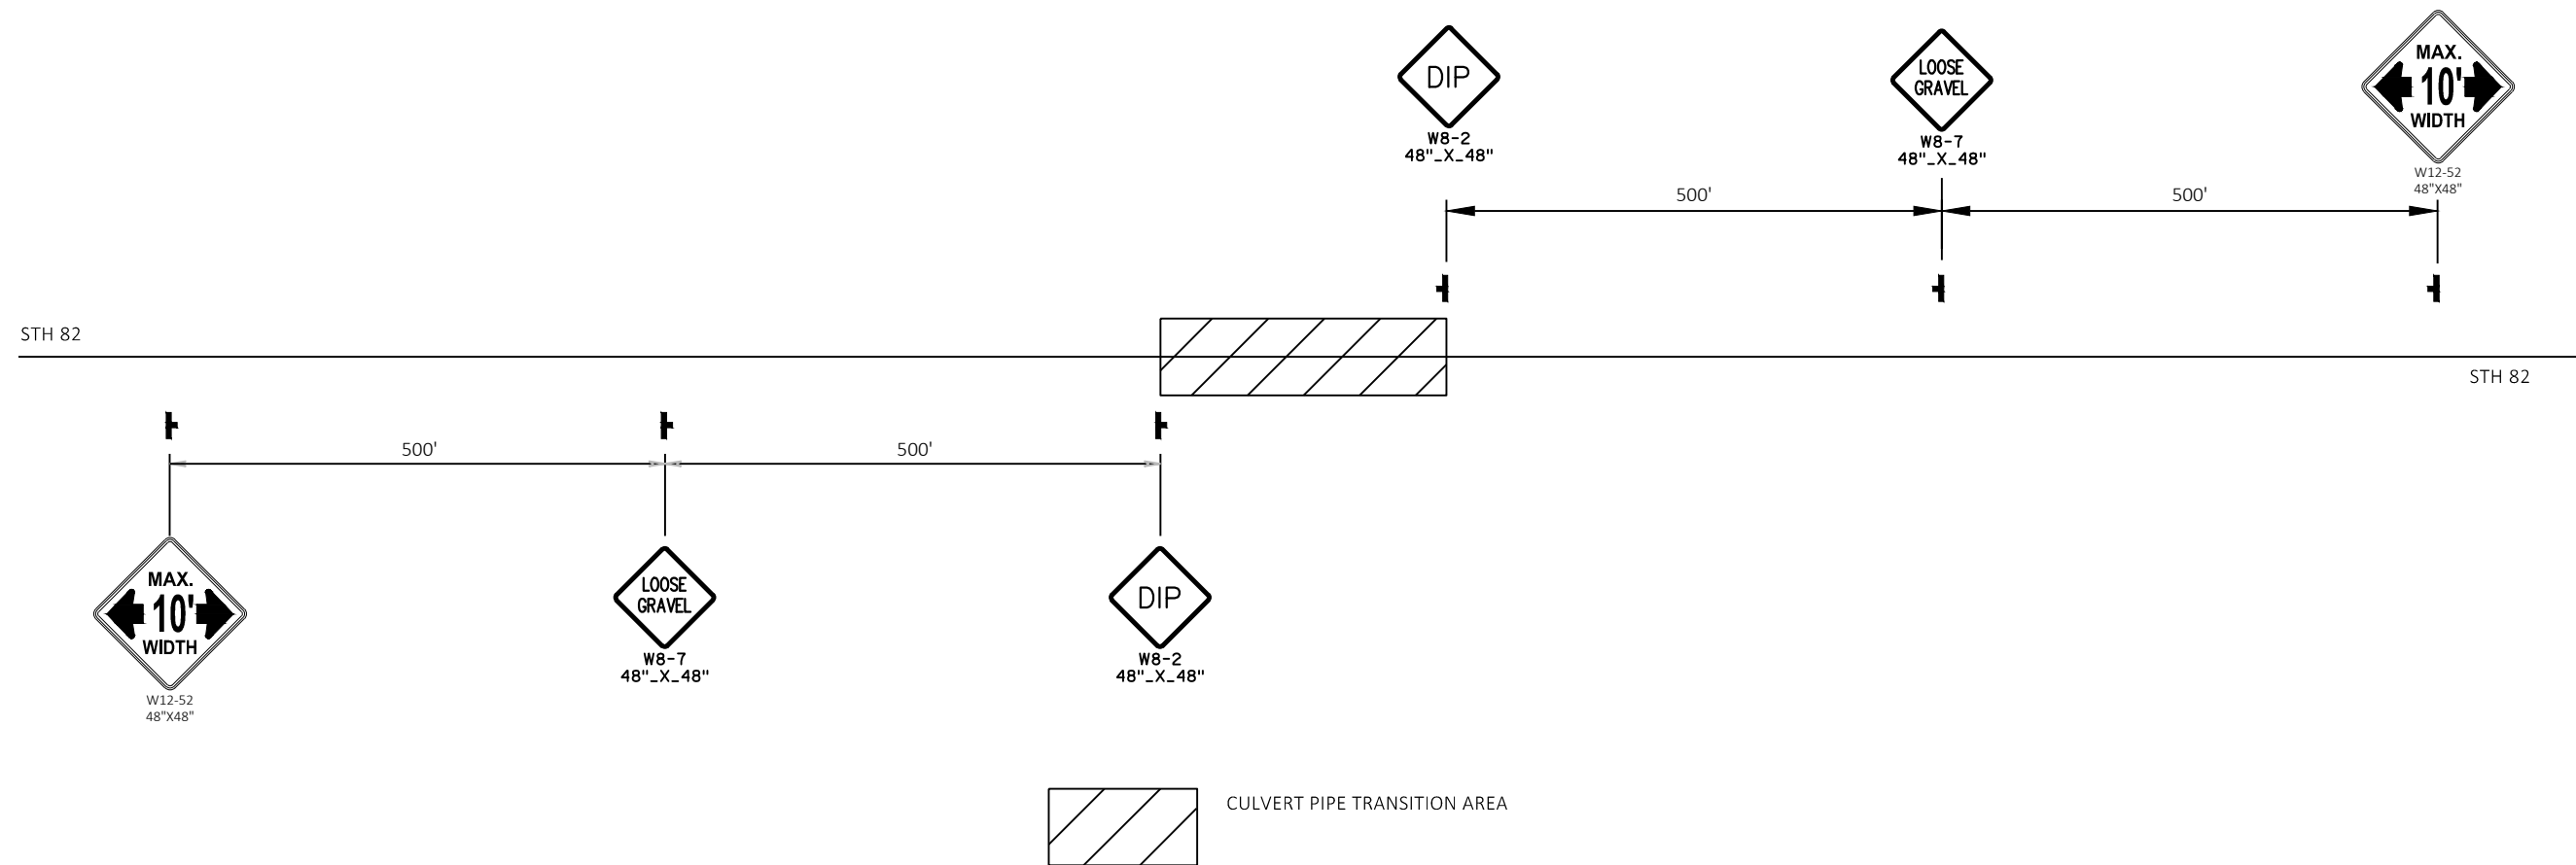 DIP
W8-2
48"_X_48"
LOOSE
GRAVEL
W8-7
48"_X_48"
MAX.
10'
WIDTH
W12-52
48"X48"
500'
500'
STH 82
STH 82
500'
500'
MAX.
10'
WIDTH
W12-52
48"X48"
LOOSE
GRAVEL
W8-7
48"_X_48"
DIP
W8-2
48"_X_48"
CULVERT PIPE TRANSITION AREA